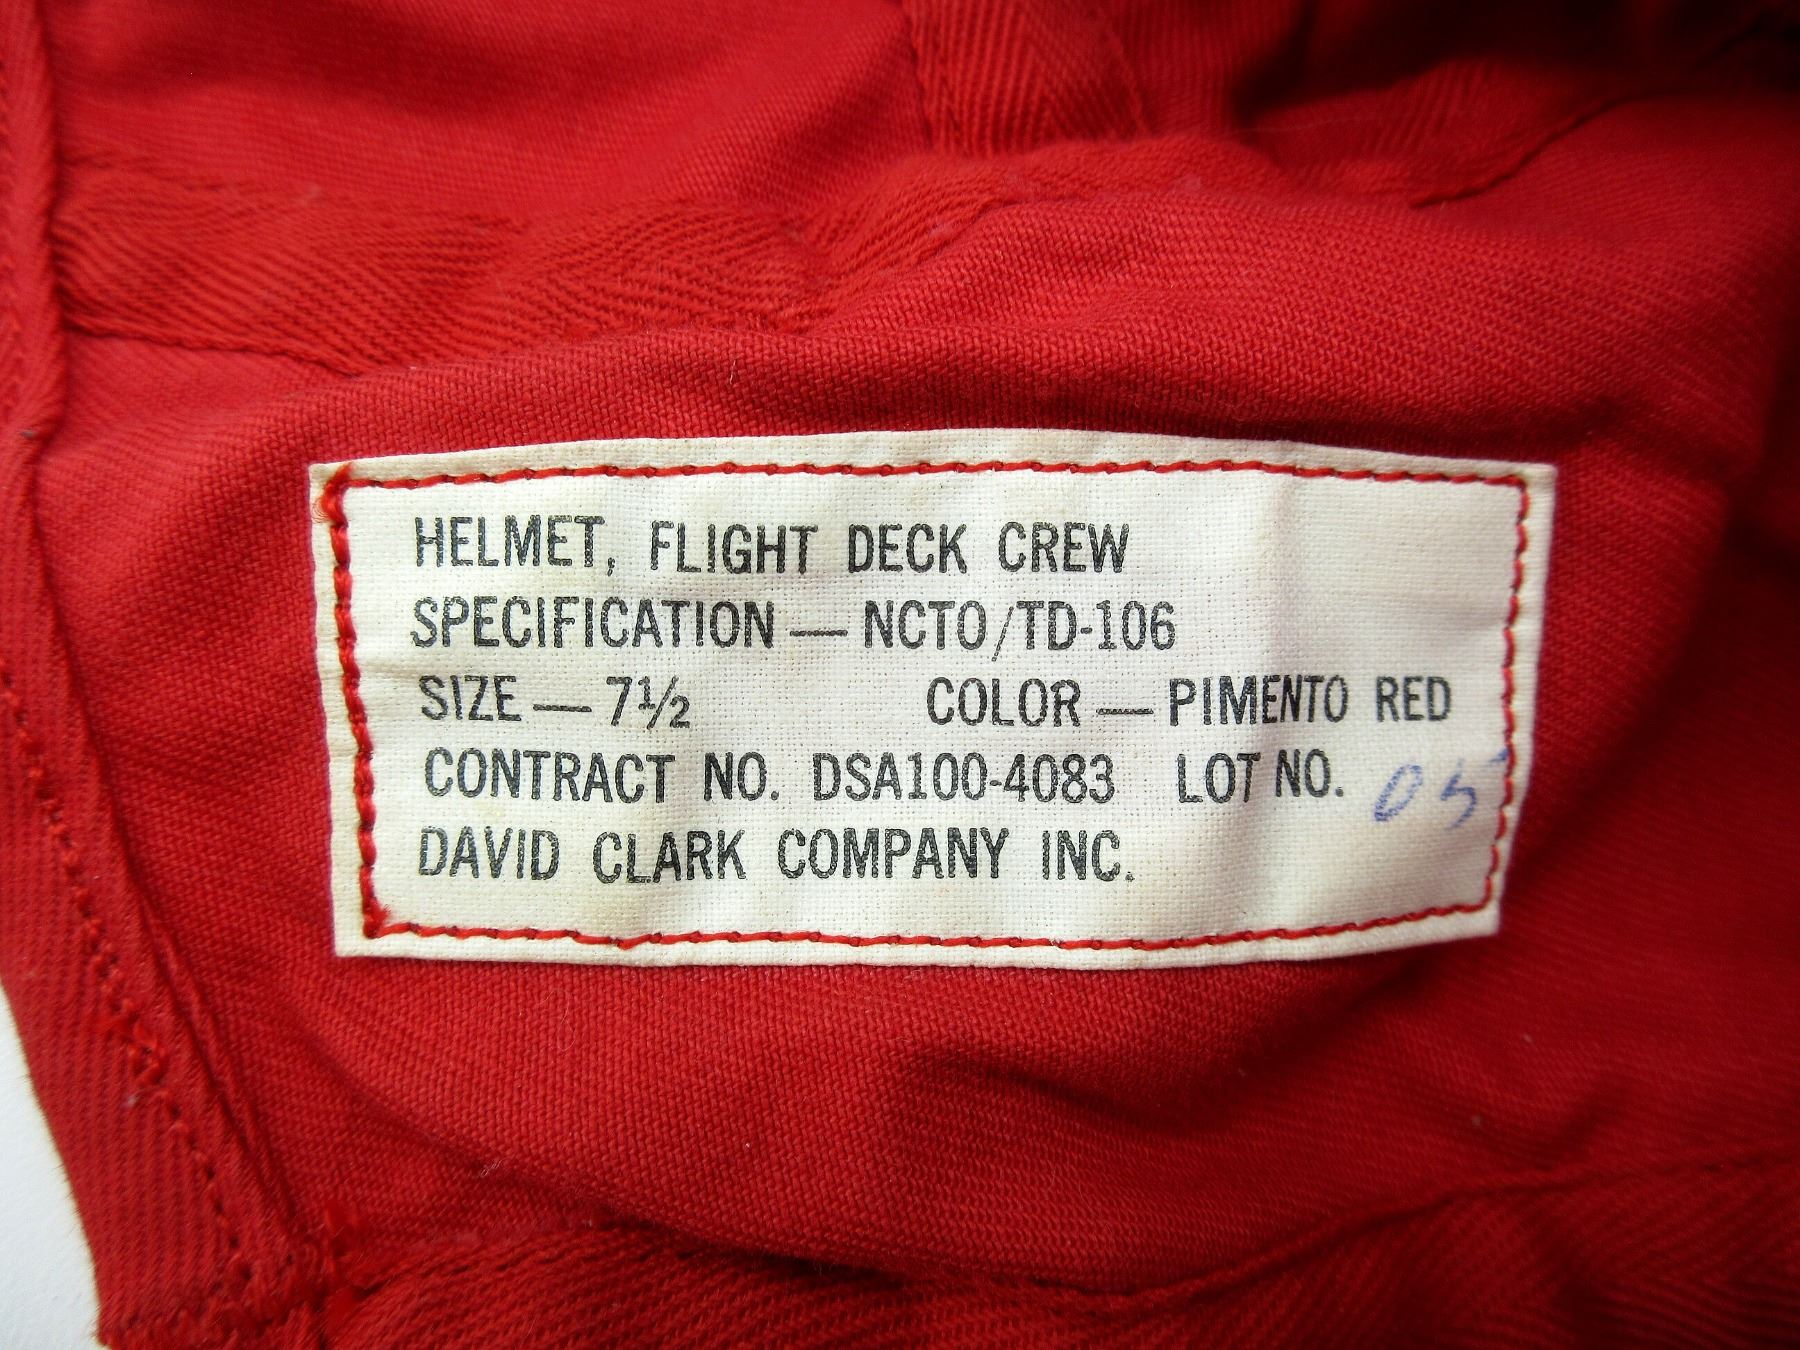 HELMET, FLIGHT DECK CREW
SPECIFICATION — NCTO/TD-106
SIZE — 7½ COLOR — PIMENTO RED
CONTRACT NO. DSA100-4083 LOT NO. 05
DAVID CLARK COMPANY INC.